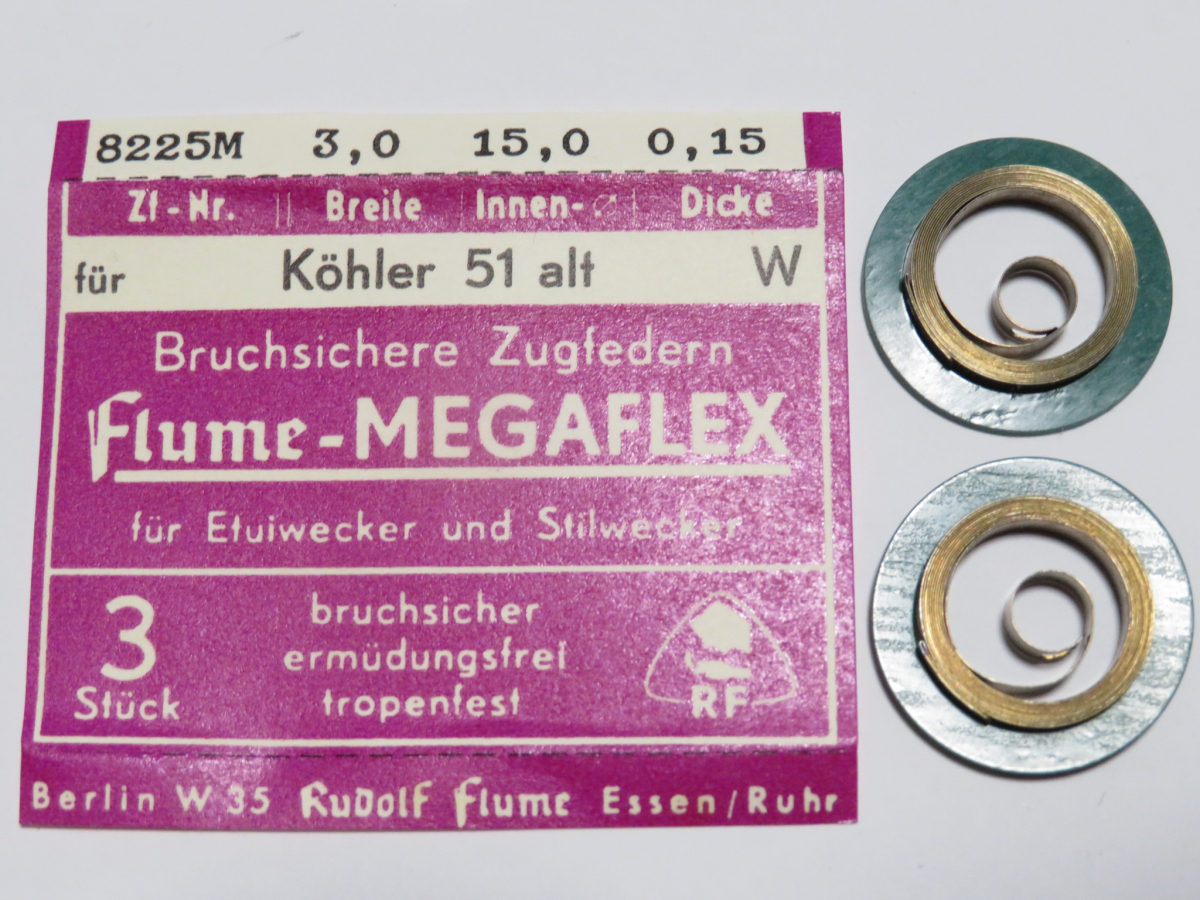 8225M 3,0 15,0 0,15
Zf-Nr. Breite Innen-⌀ Dicke
für Köhler 51 alt W
Bruchsichere Zugfedern
Flume-MEGAFLEX
für Etuiwecker und Stilwecker
3
Stück
bruchsicher
ermüdungsfrei
tropenfest
RF
Berlin W 35 Rudolf Flume Essen/Ruhr